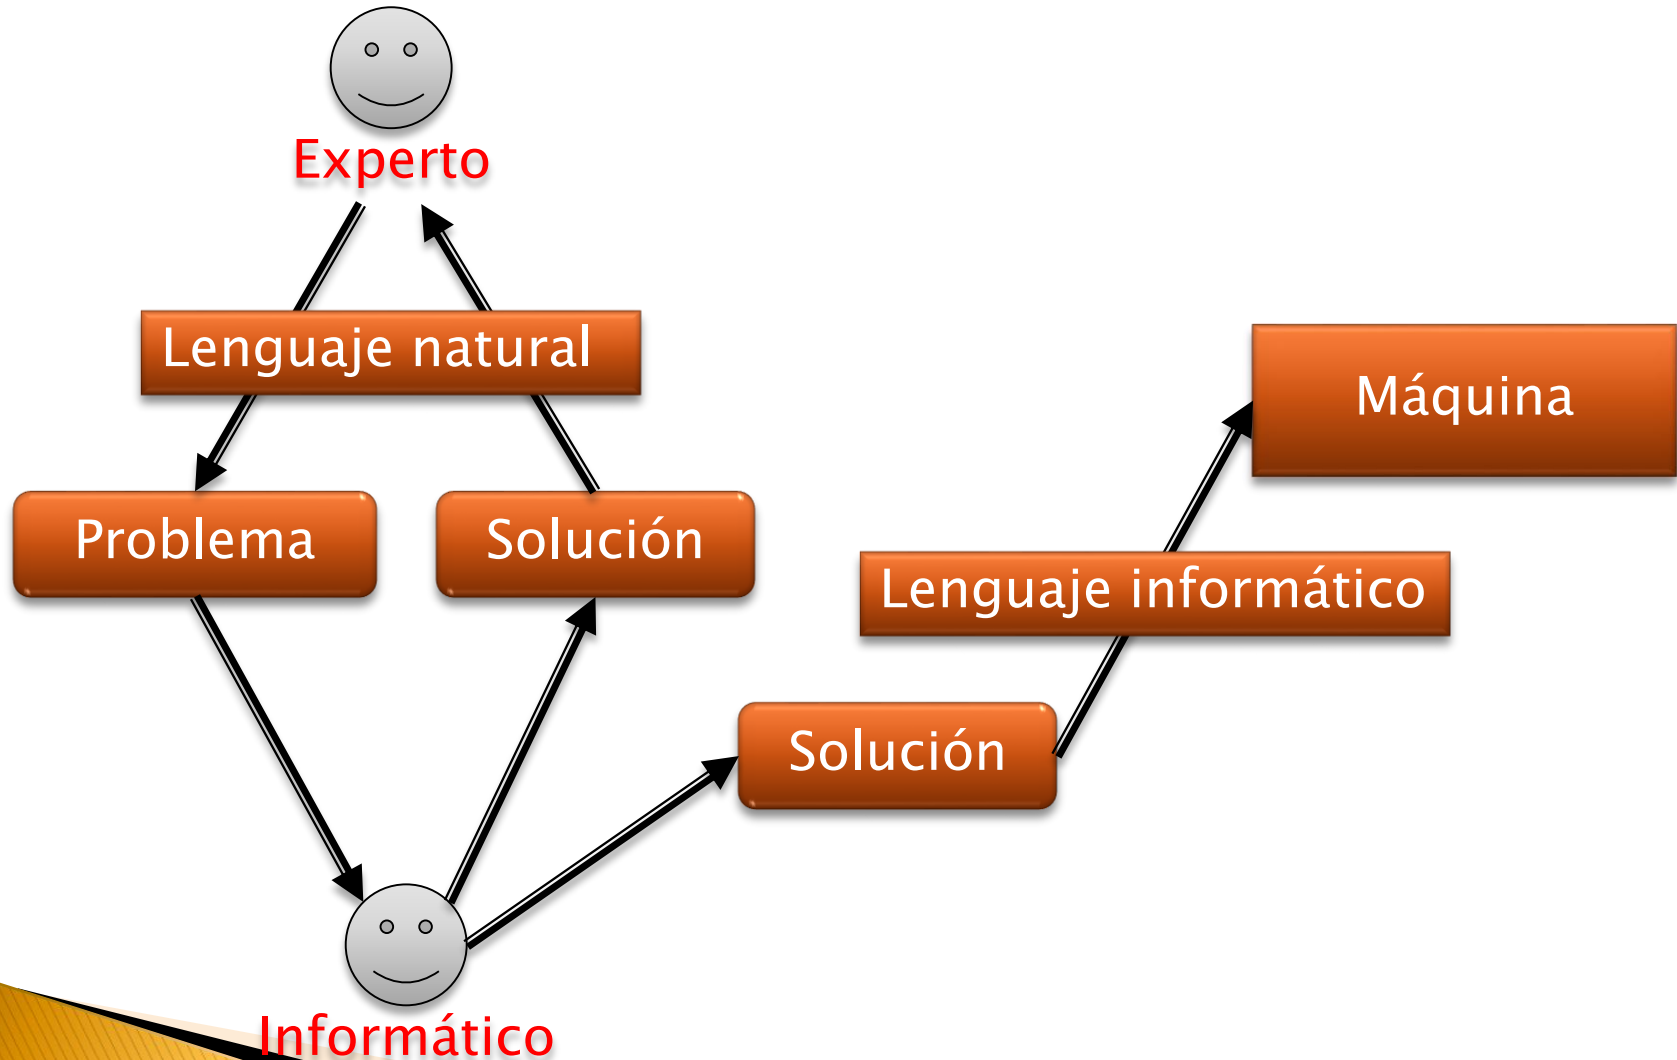 Experto
Lenguaje natural
Máquina
Problema
Solución
Lenguaje informático
Solución
Informático